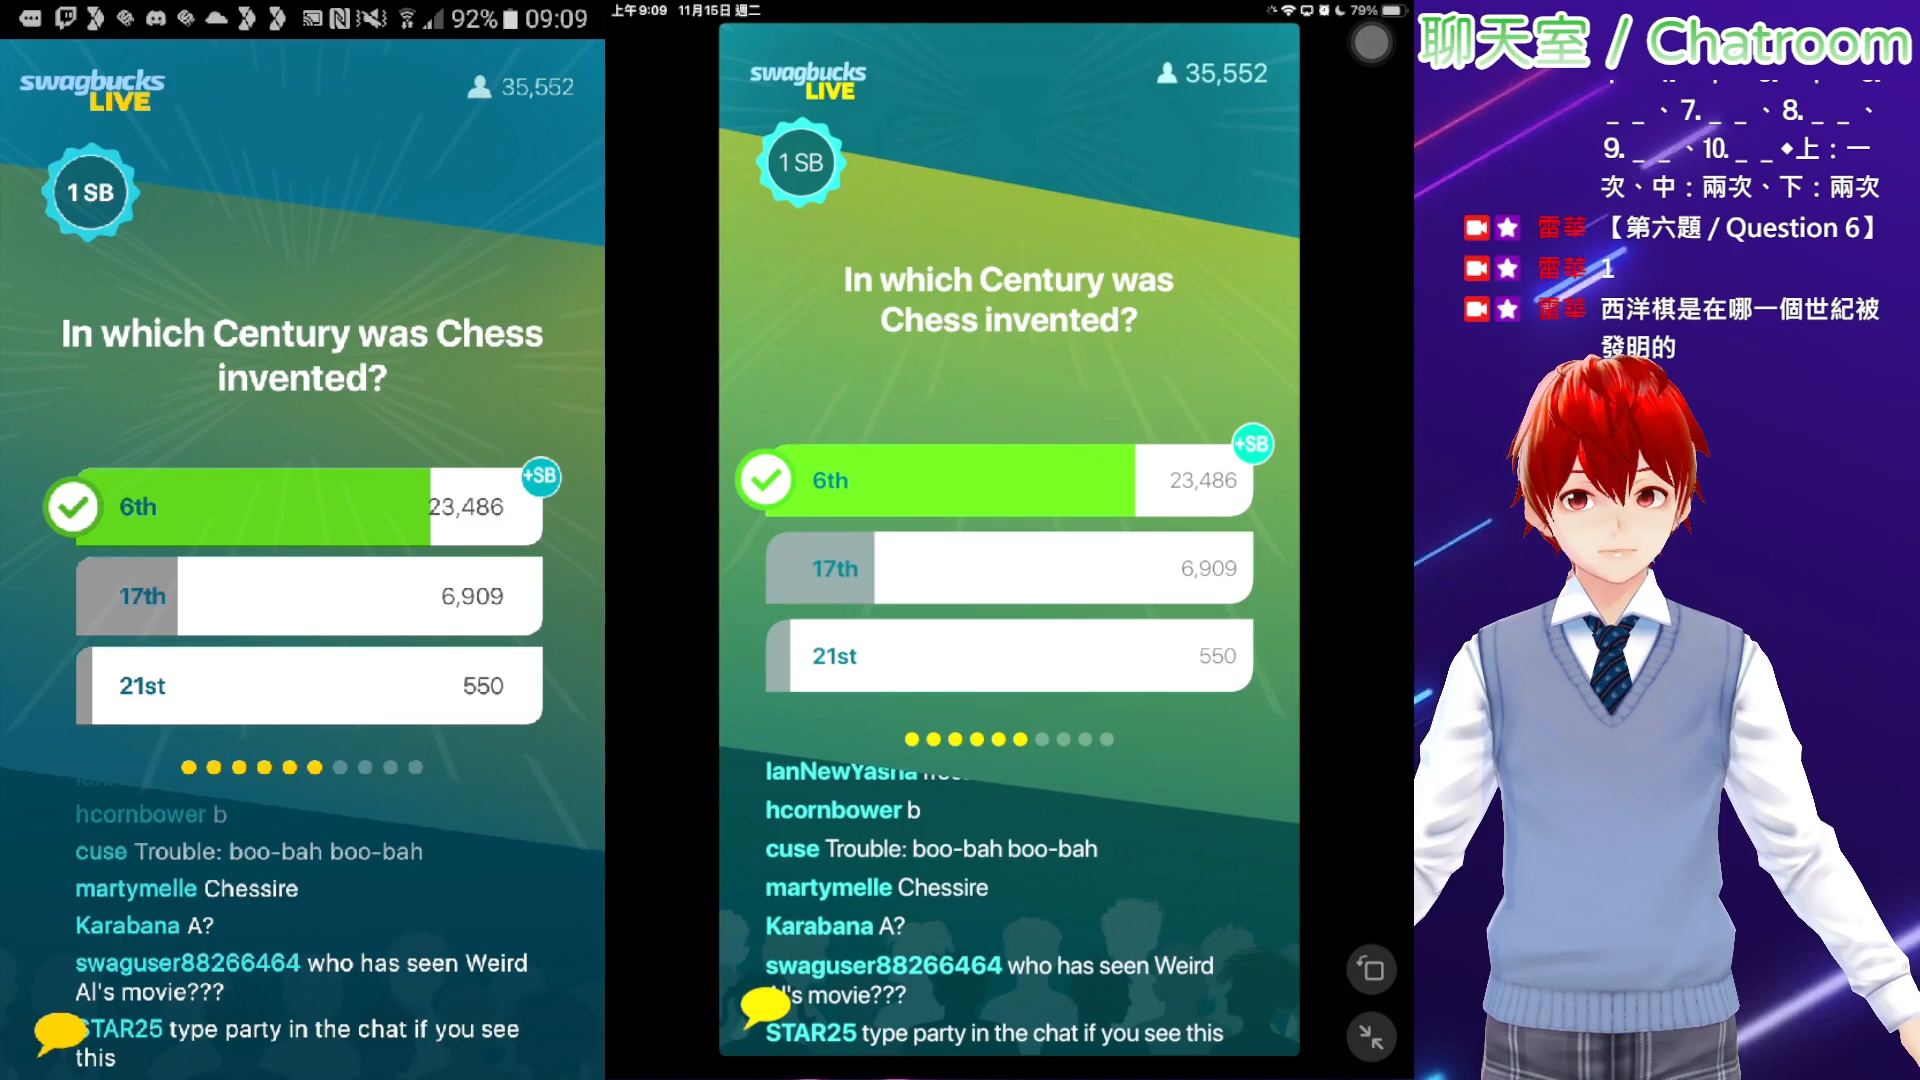 92% 09:09
swagbucks
LIVE
35,552
1 SB
In which Century was Chess
invented?
+SB
6th 23,486
17th 6,909
21st 550
hcornbower b
cuse Trouble: boo-bah boo-bah
martymelle Chessire
Karabana A?
swaguser88266464 who has seen Weird
Al's movie???
STAR25 type party in the chat if you see
this
上午9:09 11月15日 週二
79%
swagbucks
LIVE
35,552
1 SB
In which Century was
Chess invented?
+SB
6th 23,486
17th 6,909
21st 550
IanNewYasha
hcornbower b
cuse Trouble: boo-bah boo-bah
martymelle Chessire
Karabana A?
swaguser88266464 who has seen Weird
Al's movie???
STAR25 type party in the chat if you see this
聊天室 / Chatroom
_ _、7. _ _、8. _ _、
9. _ _、10. _ _ ◆上:一
次、中:兩次、下:兩次
雷華 【第六題 / Question 6】
雷華 1
雷華 西洋棋是在哪一個世紀被
發明的